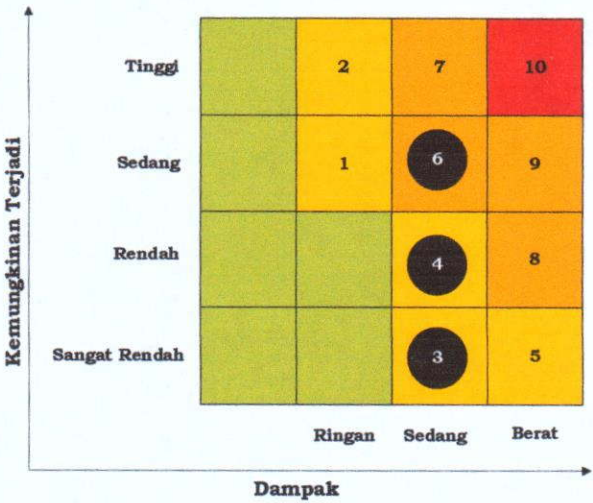 Kemungkinan Terjadi
Tinggi 2 7 10
Sedang 1 6 9
Rendah 4 8
Sangat Rendah 3 5
Ringan Sedang Berat
Dampak